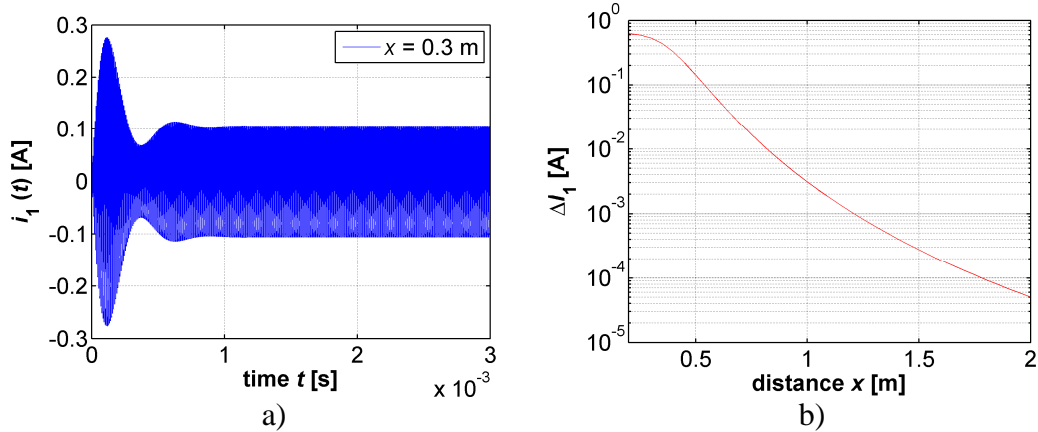 0.3
0.2
0.1
0
-0.1
-0.2
-0.3
i₁ (t) [A]
x = 0.3 m
0 1 2 3
x 10⁻³
time t [s]
a)
10⁰
10⁻¹
10⁻²
10⁻³
10⁻⁴
10⁻⁵
ΔI₁ [A]
0.5 1 1.5 2
distance x [m]
b)